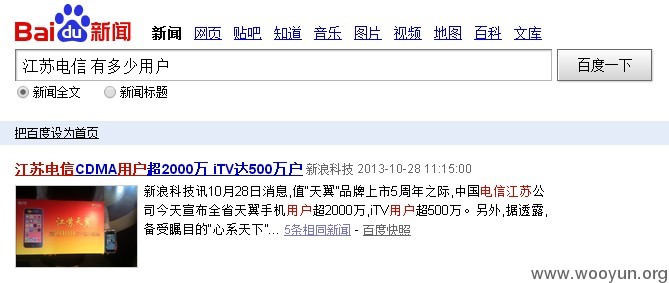 Bai du 新闻
新闻 网页 贴吧 知道 音乐 图片 视频 地图 百科 文库
江苏电信 有多少用户
百度一下
新闻全文 新闻标题
把百度设为首页
江苏电信CDMA用户超2000万 iTV达500万户 新浪科技 2013-10-28 11:15:00
新浪科技讯10月28日消息,值“天翼”品牌上市5周年之际,中国电信江苏公
司今天宣布全省天翼手机用户超2000万,iTV用户超500万。另外,据透露,
备受瞩目的“心系天下”... 5条相同新闻 - 百度快照
江苏天翼
www.wooyun.org